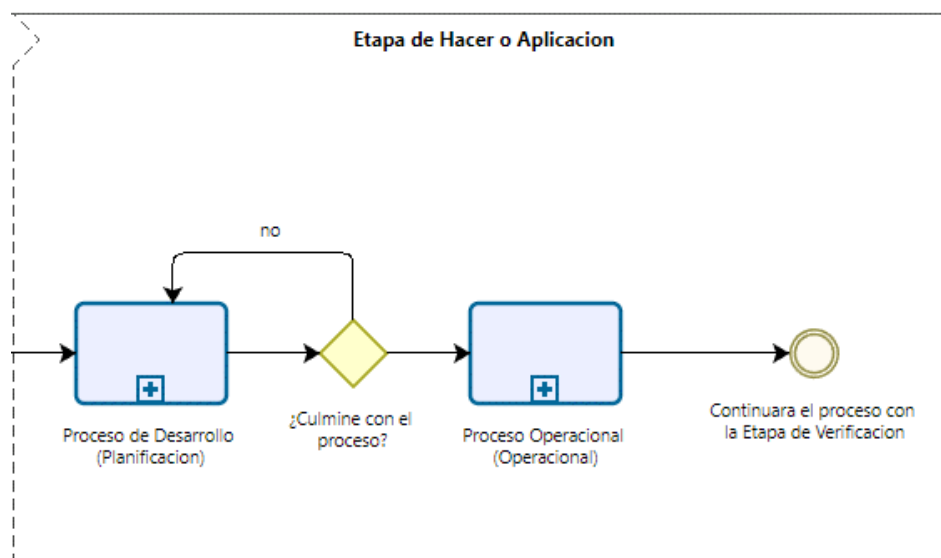 Etapa de Hacer o Aplicacion
no
Proceso de Desarrollo
(Planificacion)
¿Culmine con el
proceso?
Proceso Operacional
(Operacional)
Continuara el proceso con
la Etapa de Verificacion